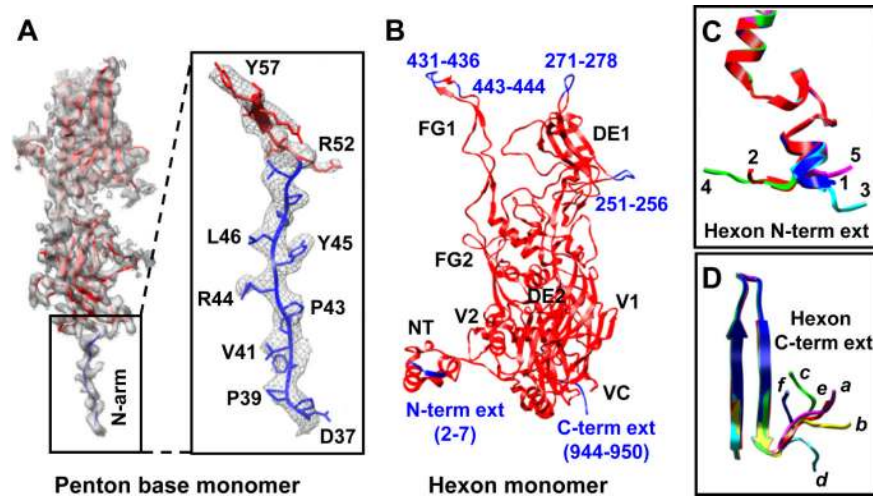 A
N-arm
Y57
R52
L46
Y45
R44
P43
V41
P39
D37
Penton base monomer
B
431-436
443-444
271-278
FG1
DE1
251-256
FG2
DE2
V1
V2
NT
VC
N-term ext
(2-7)
C-term ext
(944-950)
Hexon monomer
C
4
2
5
1
3
Hexon N-term ext
D
Hexon
C-term ext
f
c
e
a
b
d